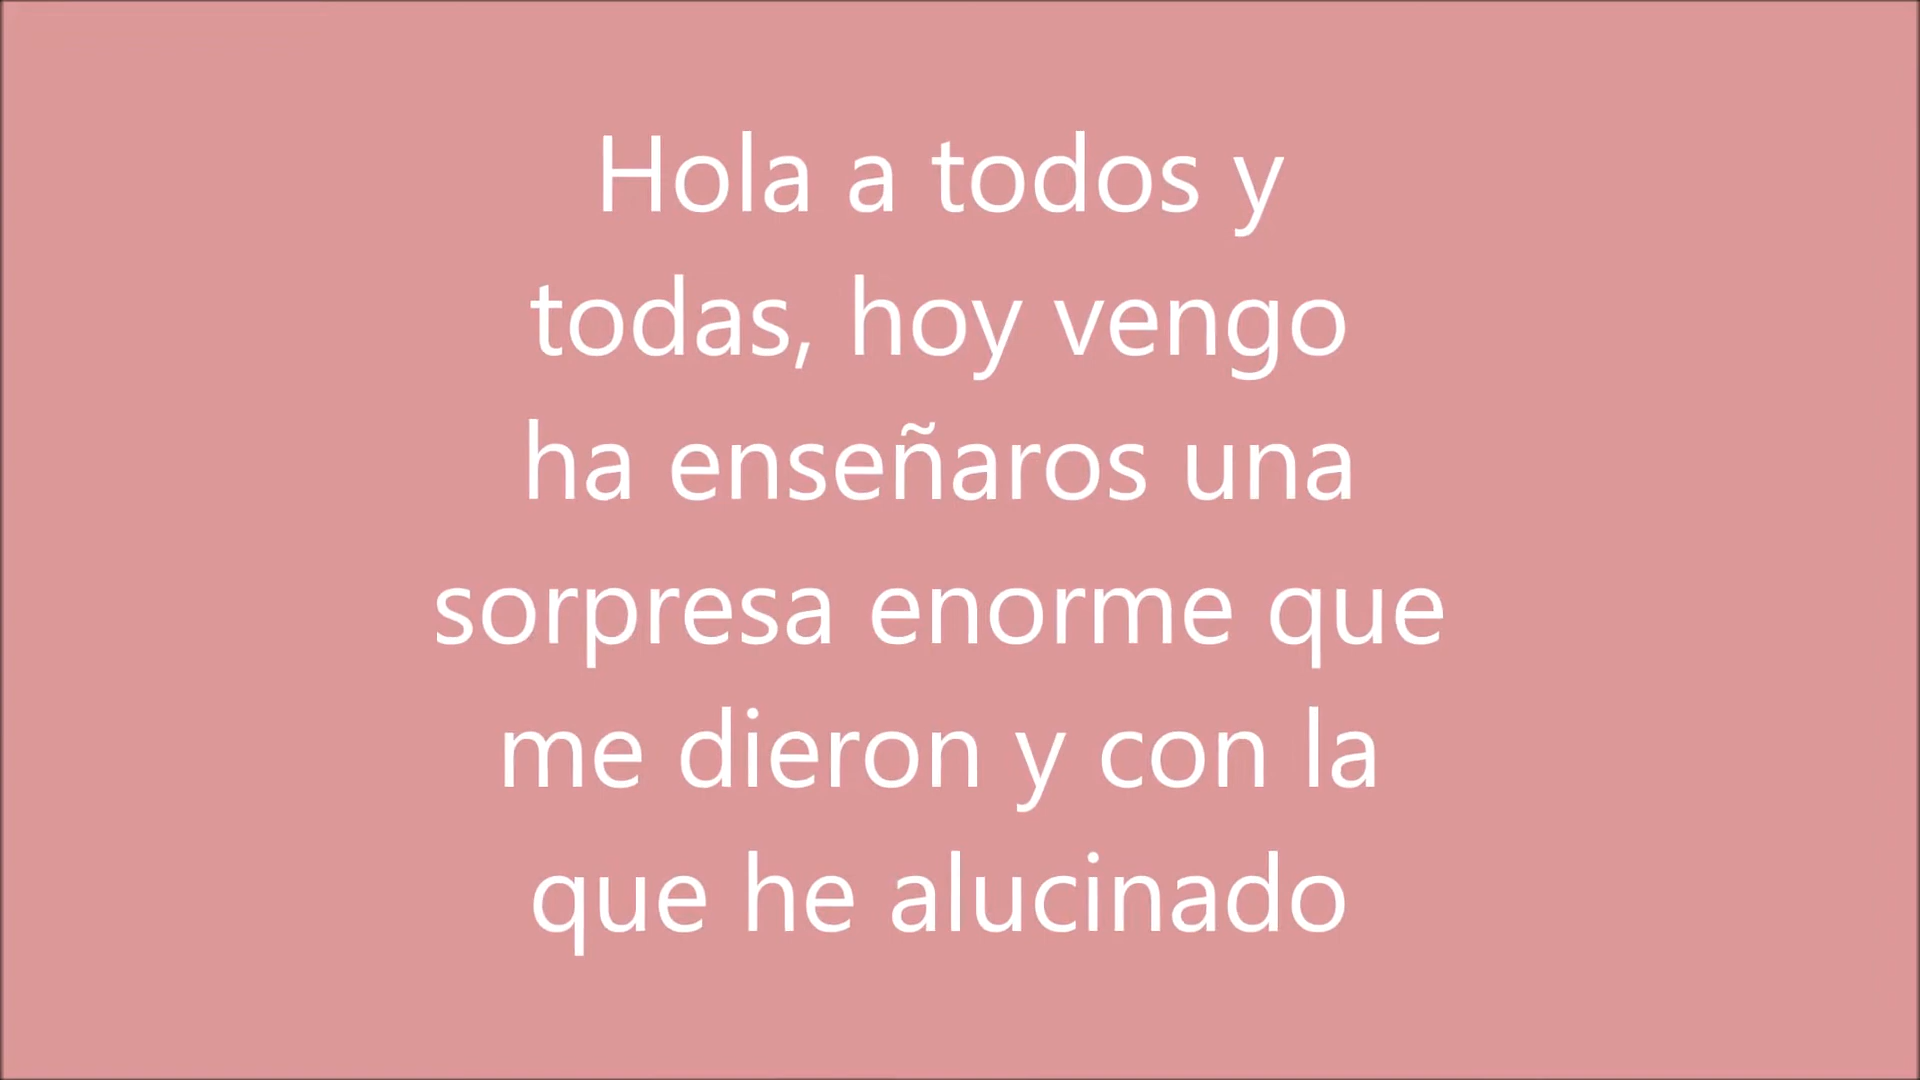 Hola a todos y
todas, hoy vengo
ha enseñaros una
sorpresa enorme que
me dieron y con la
que he alucinado